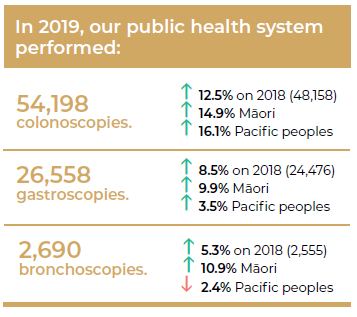 In 2019, our public health system
performed:
54,198
colonoscopies.
↑ 12.5% on 2018 (48,158)
↑ 14.9% Māori
↑ 16.1% Pacific peoples
26,558
gastroscopies.
↑ 8.5% on 2018 (24,476)
↑ 9.9% Māori
↑ 3.5% Pacific peoples
2,690
bronchoscopies.
↑ 5.3% on 2018 (2,555)
↑ 10.9% Māori
↓ 2.4% Pacific peoples